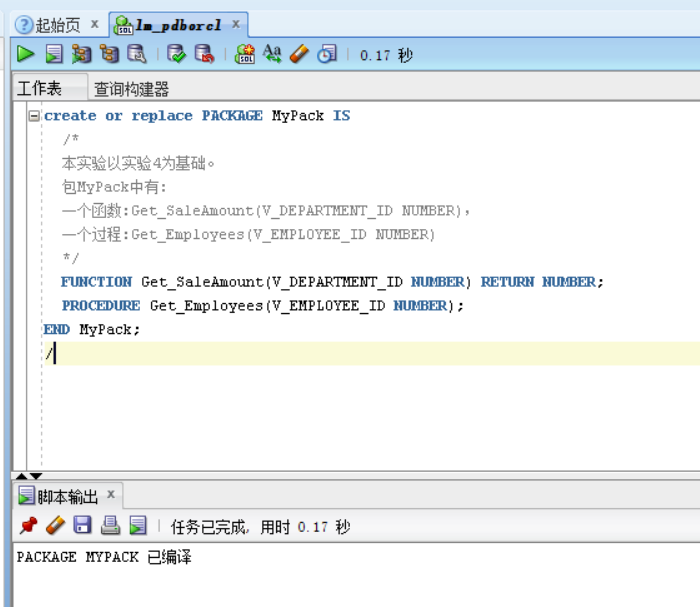 起始页 x lm_pdborcl x
0.17 秒
工作表 查询构建器
create or replace PACKAGE MyPack IS
/*
本实验以实验4为基础。
包MyPack中有:
一个函数:Get_SaleAmount(V_DEPARTMENT_ID NUMBER),
一个过程:Get_Employees(V_EMPLOYEE_ID NUMBER)
*/
FUNCTION Get_SaleAmount(V_DEPARTMENT_ID NUMBER) RETURN NUMBER;
PROCEDURE Get_Employees(V_EMPLOYEE_ID NUMBER);
END MyPack;
/
脚本输出 x
任务已完成, 用时 0.17 秒
PACKAGE MYPACK 已编译